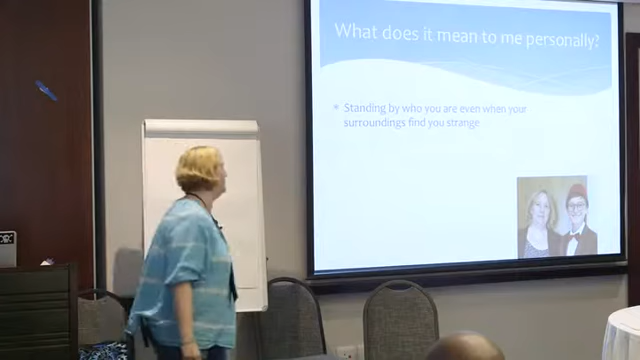 What does it mean to me personally?
* Standing by who you are even when your
surroundings find you strange